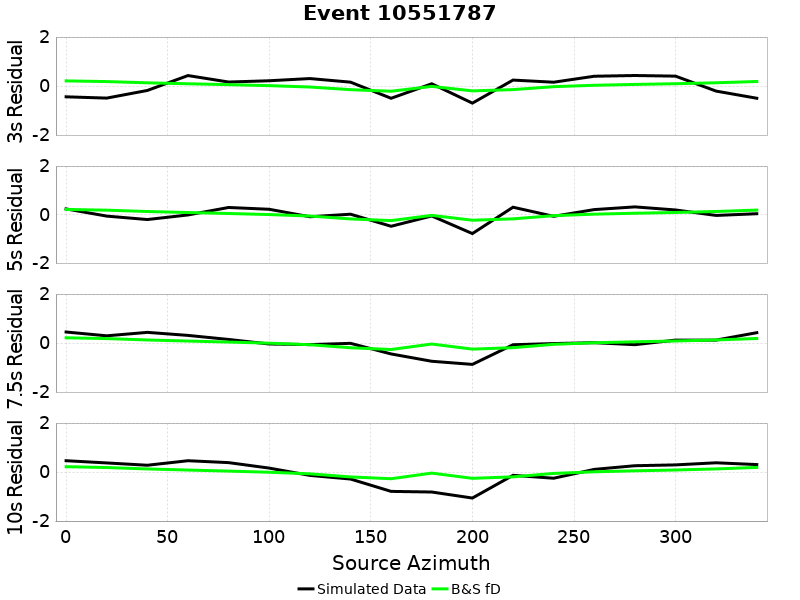 Event 10551787
3s Residual
2
0
-2
5s Residual
2
0
-2
7.5s Residual
2
0
-2
10s Residual
2
0
-2
0 50 100 150 200 250 300
Source Azimuth
Simulated Data B&S fD